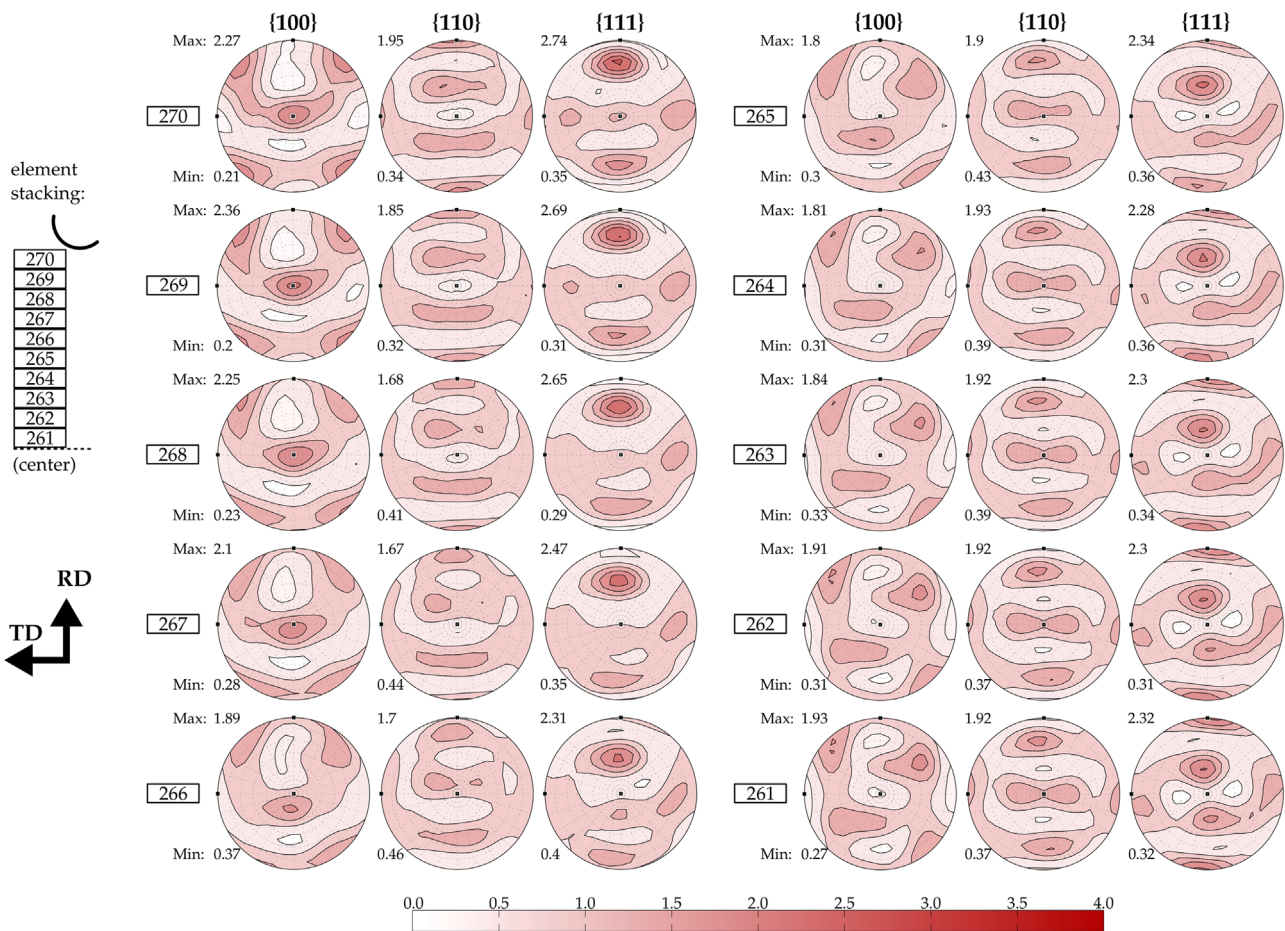 {100} {110} {111} {100} {110} {111}
Max: 2.27 1.95 2.74 Max: 1.8 1.9 2.34
270 265
Min: 0.21 0.34 0.35 Min: 0.3 0.43 0.36
element
stacking:
270
269
268
267
266
265
264
263
262
261
(center)
Max: 2.36 1.85 2.69 Max: 1.81 1.93 2.28
269 264
Min: 0.2 0.32 0.31 Min: 0.31 0.39 0.36
Max: 2.25 1.68 2.65 Max: 1.84 1.92 2.3
268 263
Min: 0.23 0.41 0.29 Min: 0.33 0.39 0.34
RD
TD
Max: 2.1 1.67 2.47 Max: 1.91 1.92 2.3
267 262
Min: 0.28 0.44 0.35 Min: 0.31 0.37 0.31
Max: 1.89 1.7 2.31 Max: 1.93 1.92 2.32
266 261
Min: 0.37 0.46 0.4 Min: 0.27 0.37 0.32
0.0 0.5 1.0 1.5 2.0 2.5 3.0 3.5 4.0